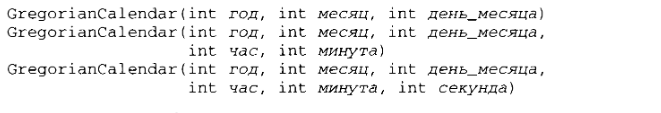 GregorianCalendar(int год, int месяц, int день_месяца)
GregorianCalendar(int год, int месяц, int день_месяца,
int час, int минута)
GregorianCalendar(int год, int месяц, int день_месяца,
int час, int минута, int секунда)